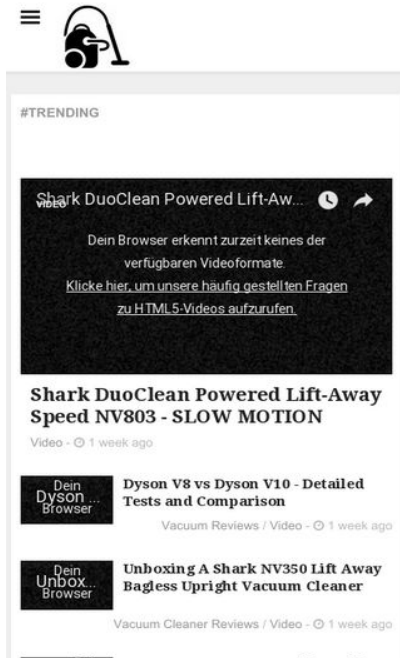 #TRENDING
Shark DuoClean Powered Lift-Aw...
VIDEO
Dein Browser erkennt zurzeit keines der
verfügbaren Videoformate.
Klicke hier, um unsere häufig gestellten Fragen
zu HTML5-Videos aufzurufen.
Shark DuoClean Powered Lift-Away
Speed NV803 - SLOW MOTION
Video - 1 week ago
Dein
Dyson ...
Browser
Dyson V8 vs Dyson V10 - Detailed
Tests and Comparison
Vacuum Reviews / Video - 1 week ago
Dein
Unbox...
Browser
Unboxing A Shark NV350 Lift Away
Bagless Upright Vacuum Cleaner
Vacuum Cleaner Reviews / Video - 1 week ago